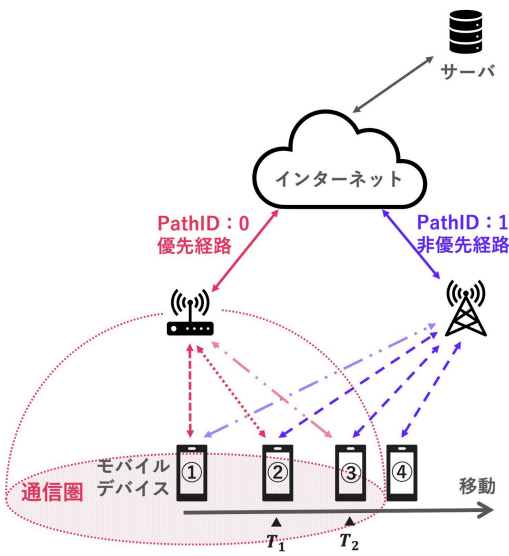 サーバ
インターネット
PathID：0
優先経路
PathID：1
非優先経路
モバイル
デバイス
①
②
③
④
通信圏
移動
T₁
T₂